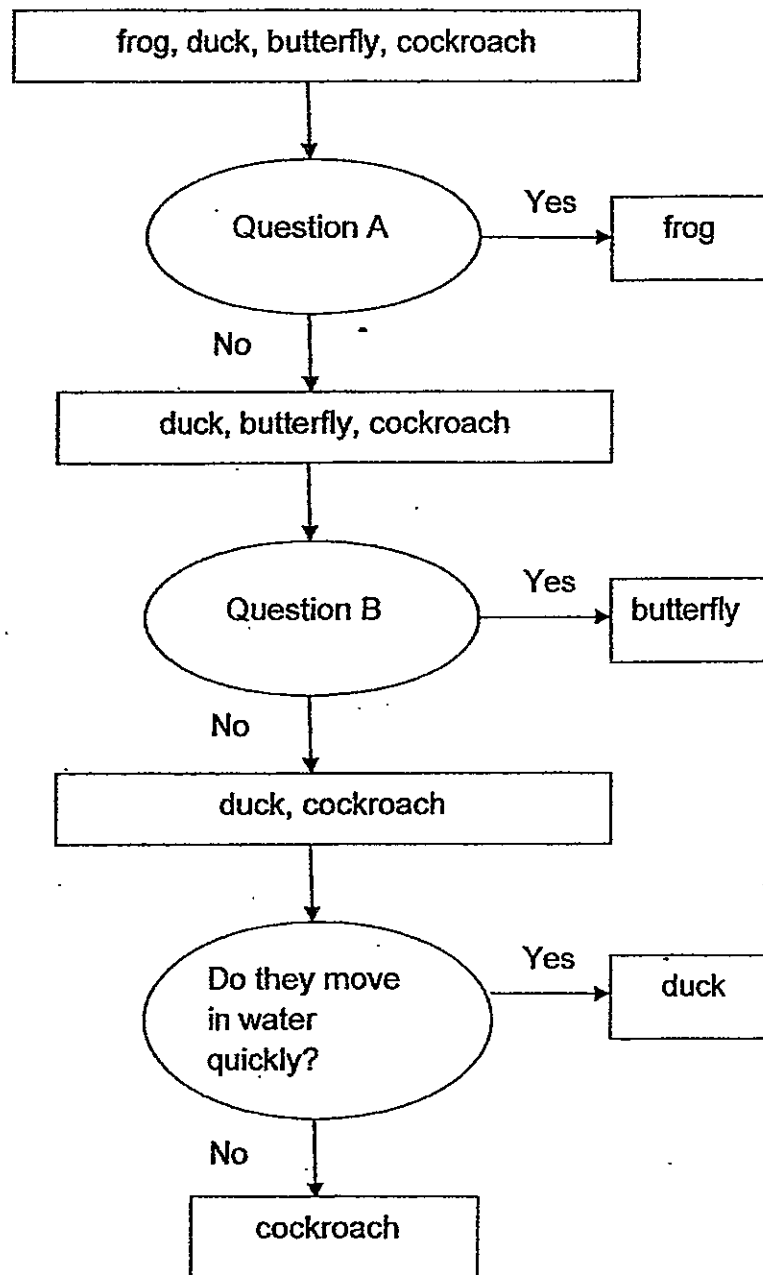 frog, duck, butterfly, cockroach
Question A
Yes
frog
No
duck, butterfly, cockroach
Question B
Yes
butterfly
No
duck, cockroach
Do they move
in water
quickly?
Yes
duck
No
cockroach